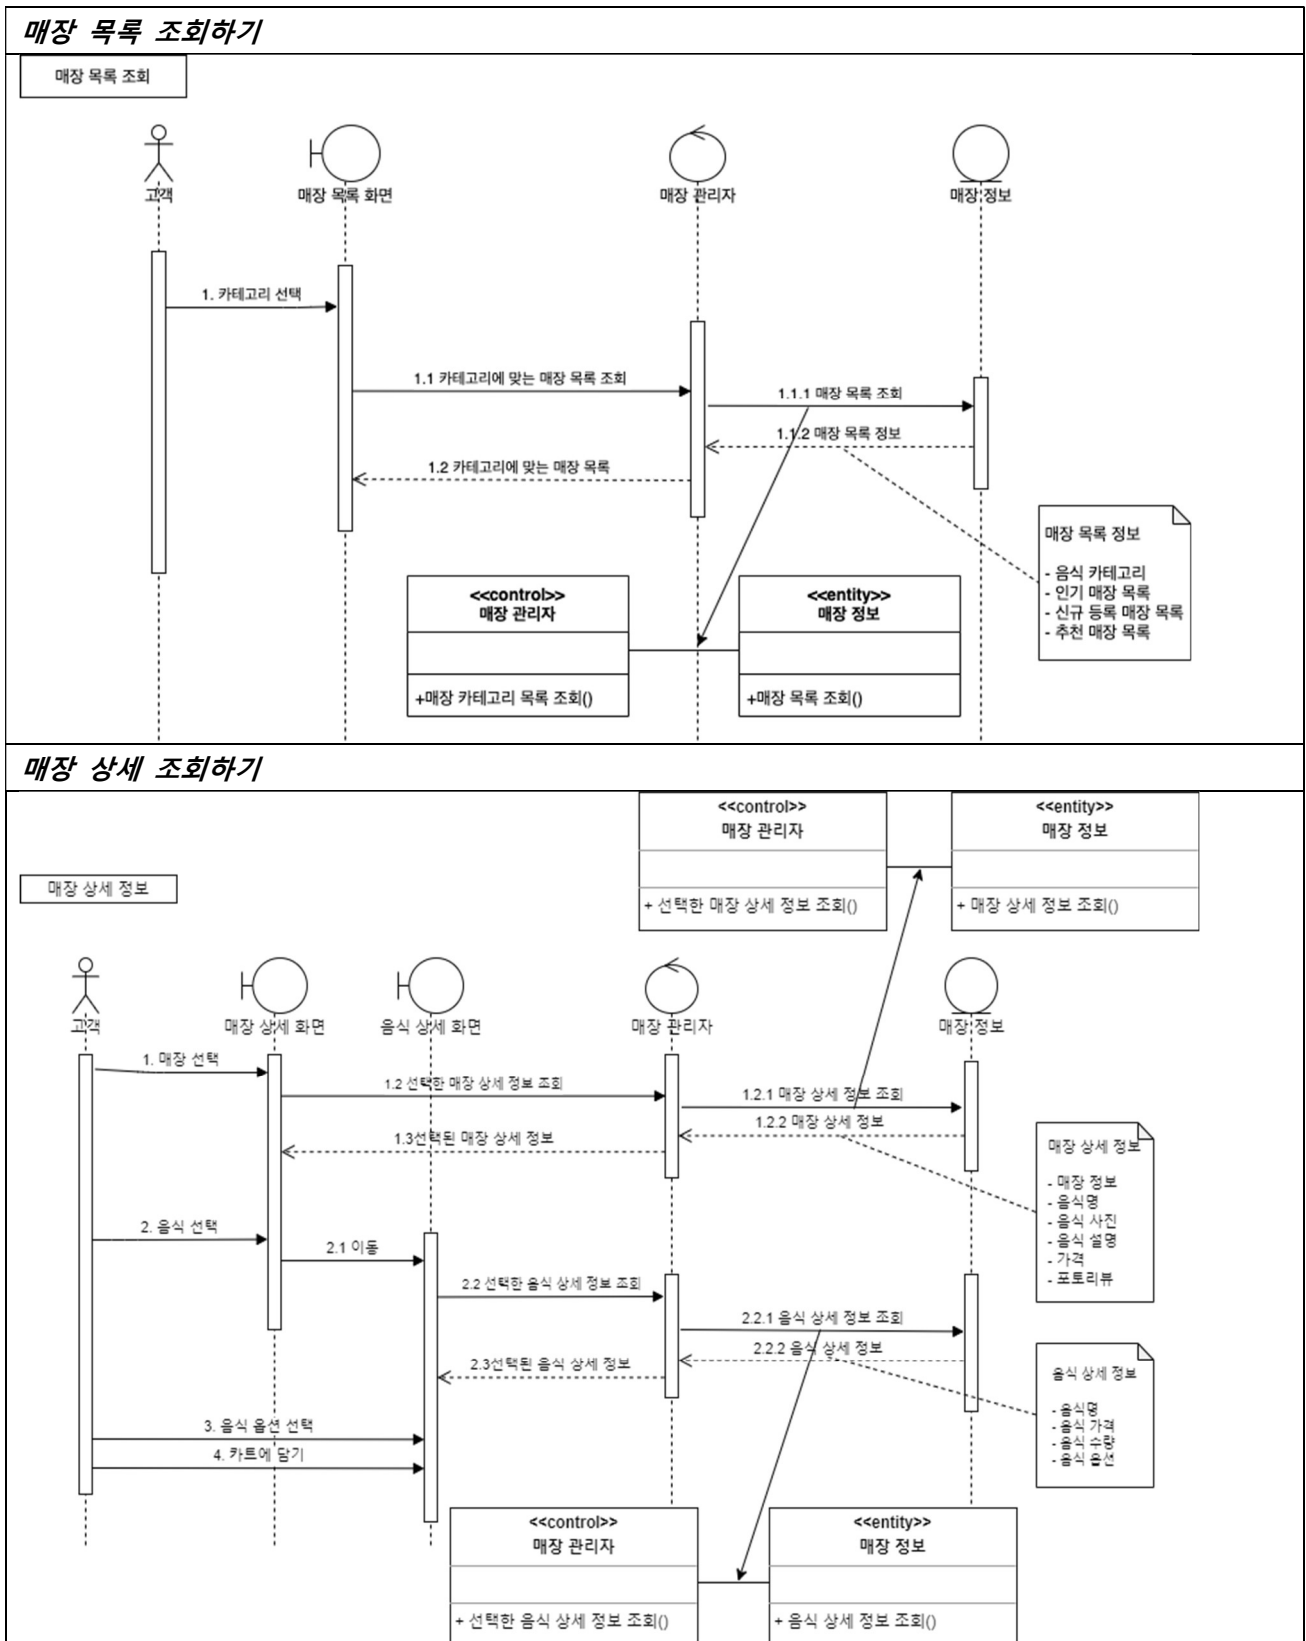 매장 목록 조회하기
매장 목록 조회
고객
매장 목록 화면
매장 관리자
매장 정보
1. 카테고리 선택
1.1 카테고리에 맞는 매장 목록 조회
1.1.1 매장 목록 조회
1.1.2 매장 목록 정보
1.2 카테고리에 맞는 매장 목록
매장 목록 정보
- 음식 카테고리
- 인기 매장 목록
- 신규 등록 매장 목록
- 추천 매장 목록
<<control>>
매장 관리자
+매장 카테고리 목록 조회()
<<entity>>
매장 정보
+매장 목록 조회()
매장 상세 조회하기
<<control>>
매장 관리자
+ 선택한 매장 상세 정보 조회()
<<entity>>
매장 정보
+ 매장 상세 정보 조회()
매장 상세 정보
고객
매장 상세 화면
음식 상세 화면
매장 관리자
매장 정보
1. 매장 선택
1.2 선택한 매장 상세 정보 조회
1.2.1 매장 상세 정보 조회
1.2.2 매장 상세 정보
1.3선택된 매장 상세 정보
매장 상세 정보
- 매장 정보
- 음식명
- 음식 사진
- 음식 설명
- 가격
- 포토리뷰
2. 음식 선택
2.1 이동
2.2 선택한 음식 상세 정보 조회
2.2.1 음식 상세 정보 조회
2.2.2 음식 상세 정보
2.3선택된 음식 상세 정보
음식 상세 정보
- 음식명
- 음식 가격
- 음식 수량
- 음식 옵션
3. 음식 옵션 선택
4. 카트에 담기
<<control>>
매장 관리자
+ 선택한 음식 상세 정보 조회()
<<entity>>
매장 정보
+ 음식 상세 정보 조회()